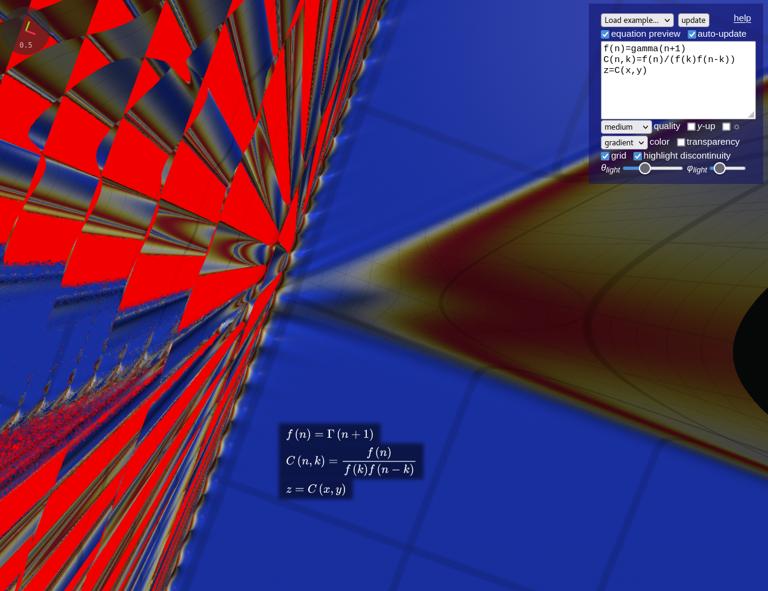 0.5
Load example... update help
equation preview auto-update
f(n)=gamma(n+1)
C(n,k)=f(n)/(f(k)f(n-k))
z=C(x,y)
medium quality y-up
gradient color transparency
grid highlight discontinuity
θlight φlight
f(n)=Γ(n+1)
C(n,k)=f(n)/f(k)f(n−k)
z=C(x,y)